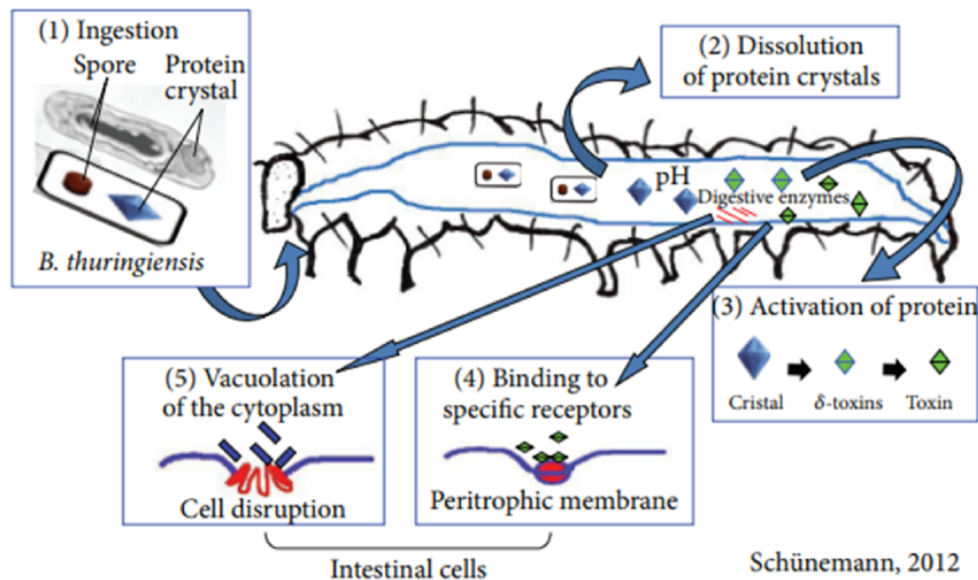 (1) Ingestion
Spore
Protein
crystal
B. thuringiensis
(2) Dissolution
of protein crystals
pH
Digestive enzymes
(3) Activation of protein
Cristal
δ-toxins
Toxin
(5) Vacuolation
of the cytoplasm
Cell disruption
(4) Binding to
specific receptors
Peritrophic membrane
Intestinal cells
Schünemann, 2012